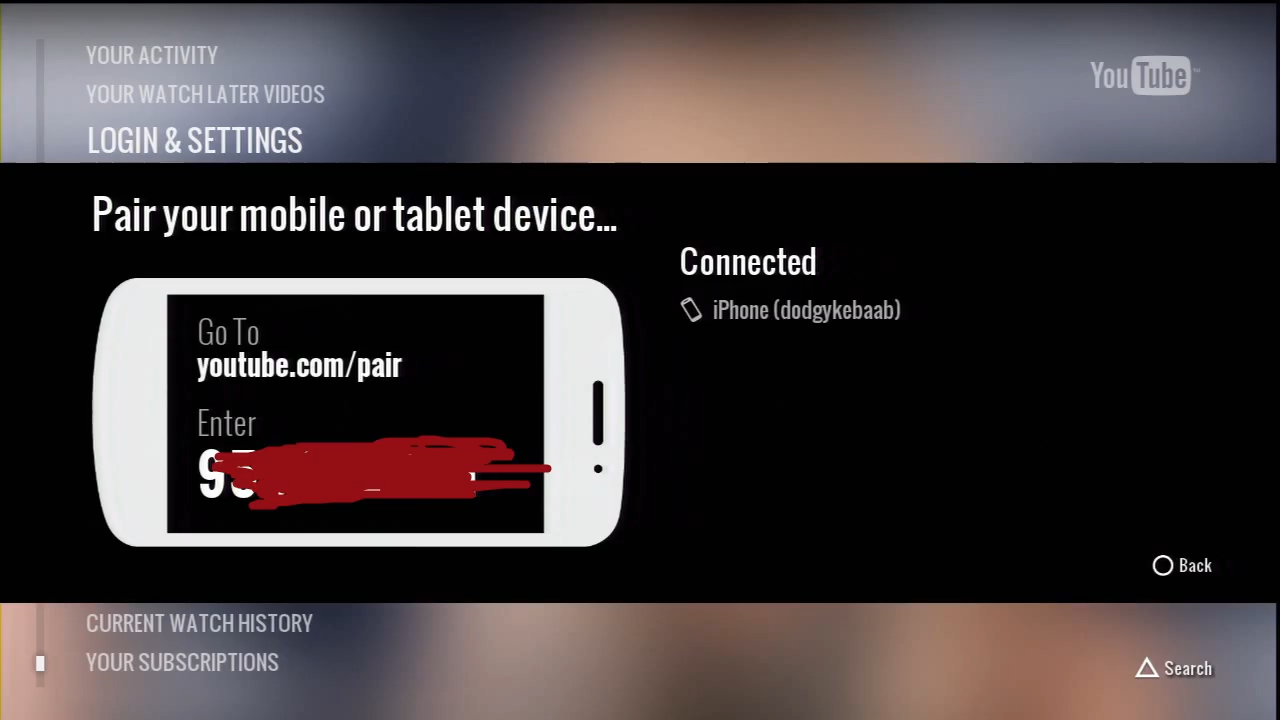 YOUR ACTIVITY
YOUR WATCH LATER VIDEOS
YouTube™
LOGIN & SETTINGS
Pair your mobile or tablet device...
Connected
iPhone (dodgykebaab)
Go To
youtube.com/pair
Enter
Back
CURRENT WATCH HISTORY
YOUR SUBSCRIPTIONS
Search